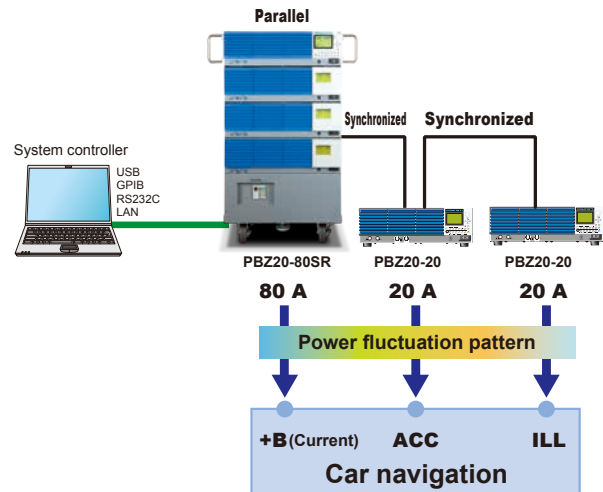 Parallel
Synchronized
Synchronized
System controller
USB
GPIB
RS232C
LAN
PBZ20-80SR
PBZ20-20
PBZ20-20
80 A
20 A
20 A
Power fluctuation pattern
+B(Current)
ACC
ILL
Car navigation